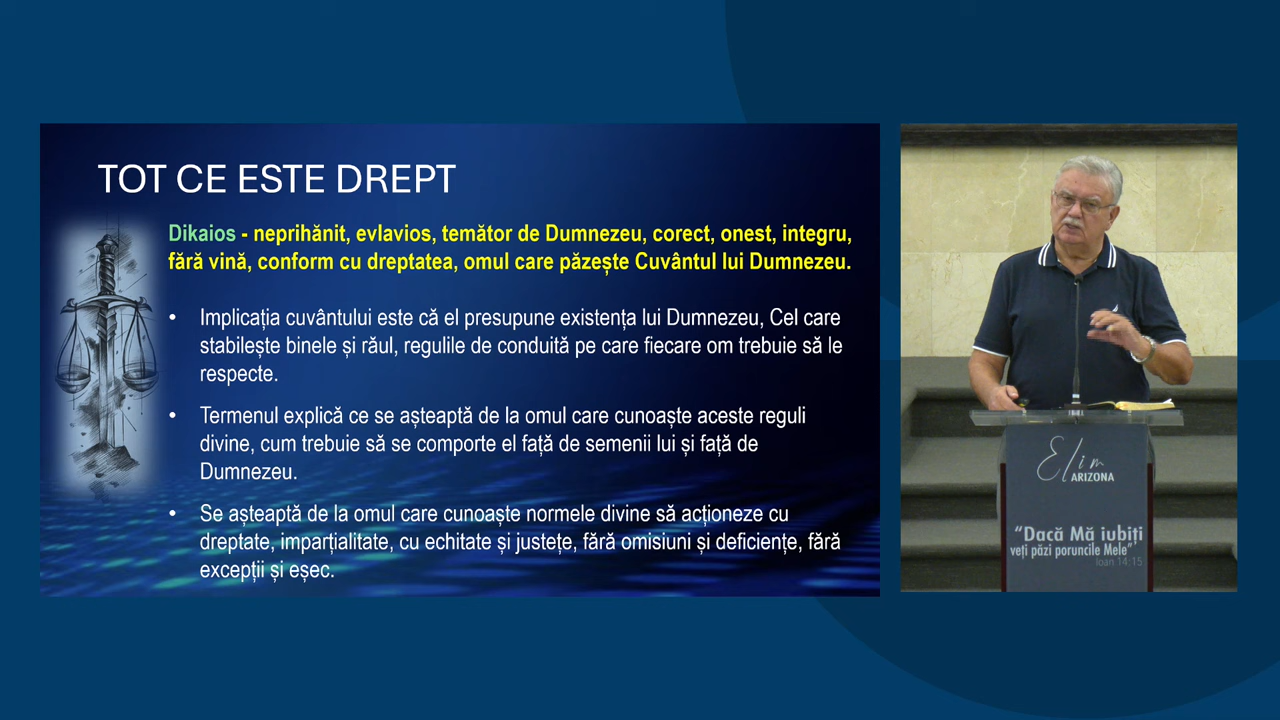 TOT CE ESTE DREPT
Dikaios - neprihănit, evlavios, temător de Dumnezeu, corect, onest, integru,
fără vină, conform cu dreptatea, omul care păzește Cuvântul lui Dumnezeu.
• Implicația cuvântului este că el presupune existența lui Dumnezeu, Cel care
stabilește binele și răul, regulile de conduită pe care fiecare om trebuie să le
respecte.
• Termenul explică ce se așteaptă de la omul care cunoaște aceste reguli
divine, cum trebuie să se comporte el față de semenii lui și față de
Dumnezeu.
• Se așteaptă de la omul care cunoaște normele divine să acționeze cu
dreptate, imparțialitate, cu echitate și justețe, fără omisiuni și deficiențe, fără
excepții și eșec.
Elim
ARIZONA
“Dacă Mă iubiți
veți păzi poruncile Mele”
Ioan 14:15